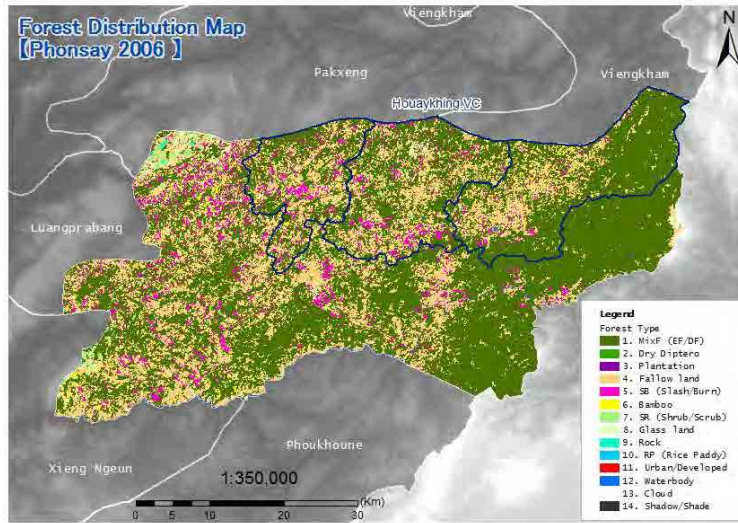 Forest Distribution Map
【Phonsay 2006 】
Viengkham
N
Pakxeng
Viengkham
Houaykhing VC
Luangprabang
Phoukhoune
Xieng Ngeun
1:350,000
(Km)
0 5 10 20 30
Legend
Forest Type
1. MixF (EF/DF)
2. Dry Diptero
3. Plantation
4. Fallow land
5. SB (Slash/Burn)
6. Bamboo
7. SR (Shrub/Scrub)
8. Glass land
9. Rock
10. RP (Rice Paddy)
11. Urban/Developed
12. Waterbody
13. Cloud
14. Shadow/Shade